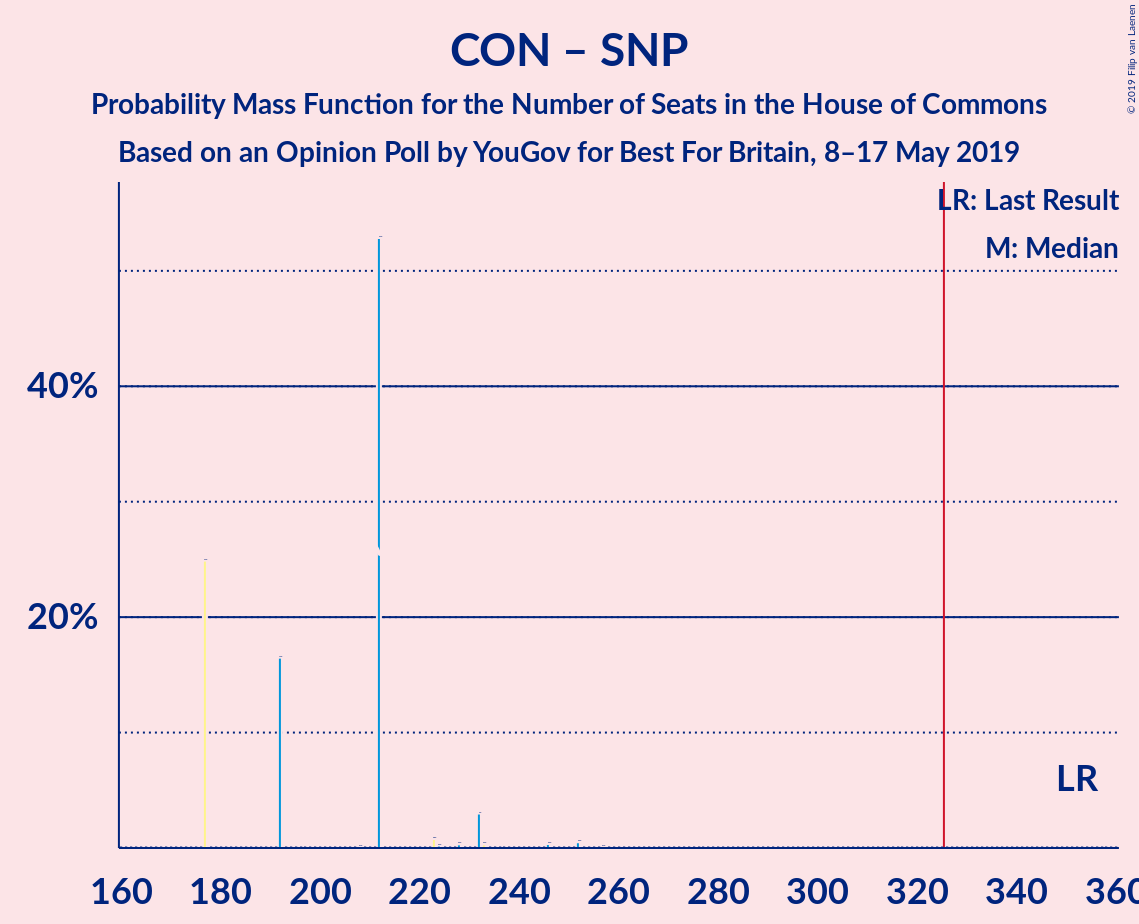 CON – SNP
Probability Mass Function for the Number of Seats in the House of Commons
Based on an Opinion Poll by YouGov for Best For Britain, 8–17 May 2019
© 2019 Filip van Laenen
LR: Last Result
M: Median
40%
20%
LR
160 180 200 220 240 260 280 300 320 340 360